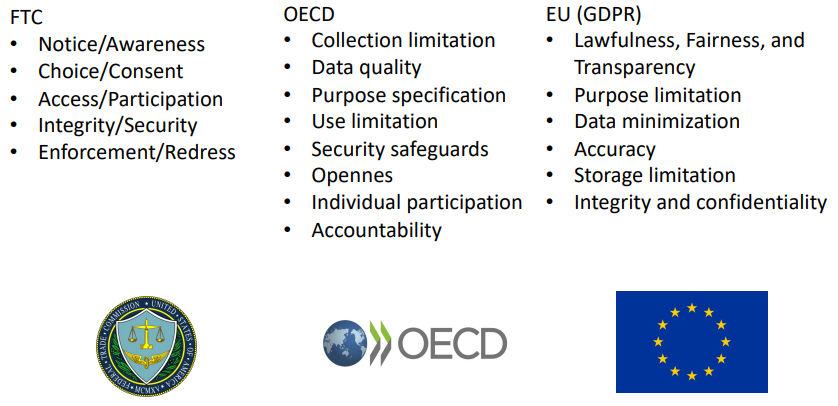 FTC
• Notice/Awareness
• Choice/Consent
• Access/Participation
• Integrity/Security
• Enforcement/Redress
OECD
• Collection limitation
• Data quality
• Purpose specification
• Use limitation
• Security safeguards
• Opennes
• Individual participation
• Accountability
EU (GDPR)
• Lawfulness, Fairness, and
Transparency
• Purpose limitation
• Data minimization
• Accuracy
• Storage limitation
• Integrity and confidentiality
FEDERAL TRADE COMMISSION • UNITED STATES OF AMERICA
MCMXV
OECD